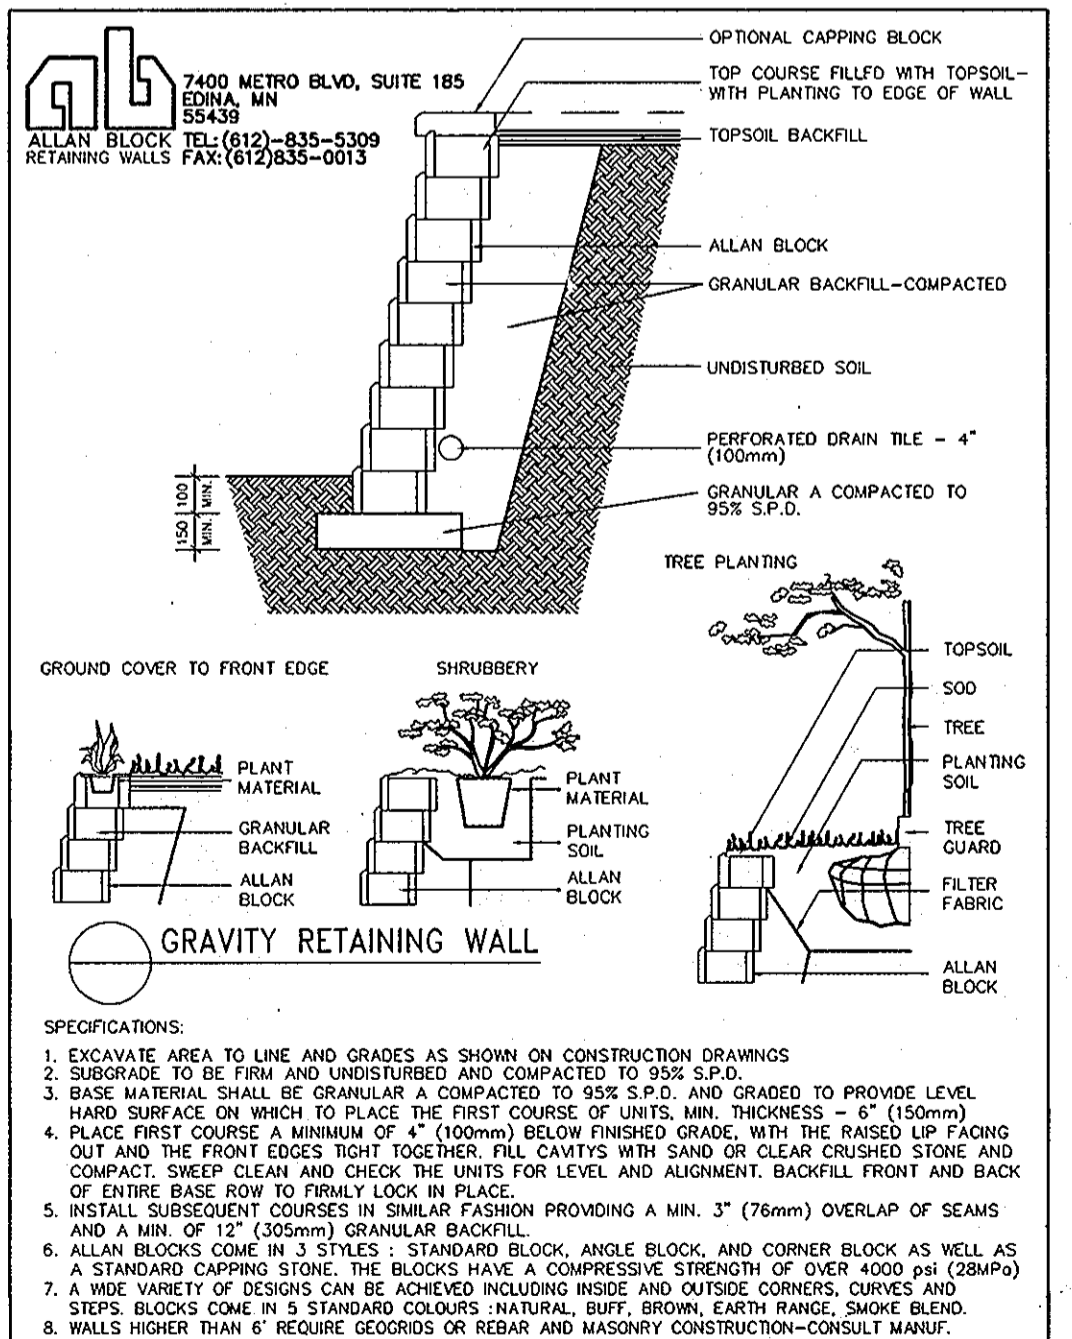 OPTIONAL CAPPING BLOCK
7400 METRO BLVD, SUITE 185
EDINA, MN
55439
ALLAN BLOCK
RETAINING WALLS
TEL:(612)-835-5309
FAX:(612)835-0013
TOP COURSE FILLED WITH TOPSOIL-
WITH PLANTING TO EDGE OF WALL
TOPSOIL BACKFILL
ALLAN BLOCK
GRANULAR BACKFILL-COMPACTED
UNDISTURBED SOIL
PERFORATED DRAIN TILE - 4"
(100mm)
GRANULAR A COMPACTED TO
95% S.P.D.
100 MIN.
150 MIN.
TREE PLANTING
TOPSOIL
SOD
TREE
PLANTING
SOIL
TREE
GUARD
FILTER
FABRIC
ALLAN
BLOCK
GROUND COVER TO FRONT EDGE
PLANT
MATERIAL
GRANULAR
BACKFILL
ALLAN
BLOCK
SHRUBBERY
PLANT
MATERIAL
PLANTING
SOIL
ALLAN
BLOCK
GRAVITY RETAINING WALL
SPECIFICATIONS:
1. EXCAVATE AREA TO LINE AND GRADES AS SHOWN ON CONSTRUCTION DRAWINGS
2. SUBGRADE TO BE FIRM AND UNDISTURBED AND COMPACTED TO 95% S.P.D.
3. BASE MATERIAL SHALL BE GRANULAR A COMPACTED TO 95% S.P.D. AND GRADED TO PROVIDE LEVEL
HARD SURFACE ON WHICH TO PLACE THE FIRST COURSE OF UNITS, MIN. THICKNESS - 6" (150mm)
4. PLACE FIRST COURSE A MINIMUM OF 4" (100mm) BELOW FINISHED GRADE, WITH THE RAISED LIP FACING
OUT AND THE FRONT EDGES TIGHT TOGETHER. FILL CAVITYS WITH SAND OR CLEAR CRUSHED STONE AND
COMPACT. SWEEP CLEAN AND CHECK THE UNITS FOR LEVEL AND ALIGNMENT. BACKFILL FRONT AND BACK
OF ENTIRE BASE ROW TO FIRMLY LOCK IN PLACE.
5. INSTALL SUBSEQUENT COURSES IN SIMILAR FASHION PROVIDING A MIN. 3" (76mm) OVERLAP OF SEAMS
AND A MIN. OF 12" (305mm) GRANULAR BACKFILL.
6. ALLAN BLOCKS COME IN 3 STYLES : STANDARD BLOCK, ANGLE BLOCK, AND CORNER BLOCK AS WELL AS
A STANDARD CAPPING STONE. THE BLOCKS HAVE A COMPRESSIVE STRENGTH OF OVER 4000 psi (28MPa)
7. A WIDE VARIETY OF DESIGNS CAN BE ACHIEVED INCLUDING INSIDE AND OUTSIDE CORNERS, CURVES AND
STEPS. BLOCKS COME IN 5 STANDARD COLOURS :NATURAL, BUFF, BROWN, EARTH RANGE, SMOKE BLEND.
8. WALLS HIGHER THAN 6' REQUIRE GEOGRIDS OR REBAR AND MASONRY CONSTRUCTION-CONSULT MANUF.